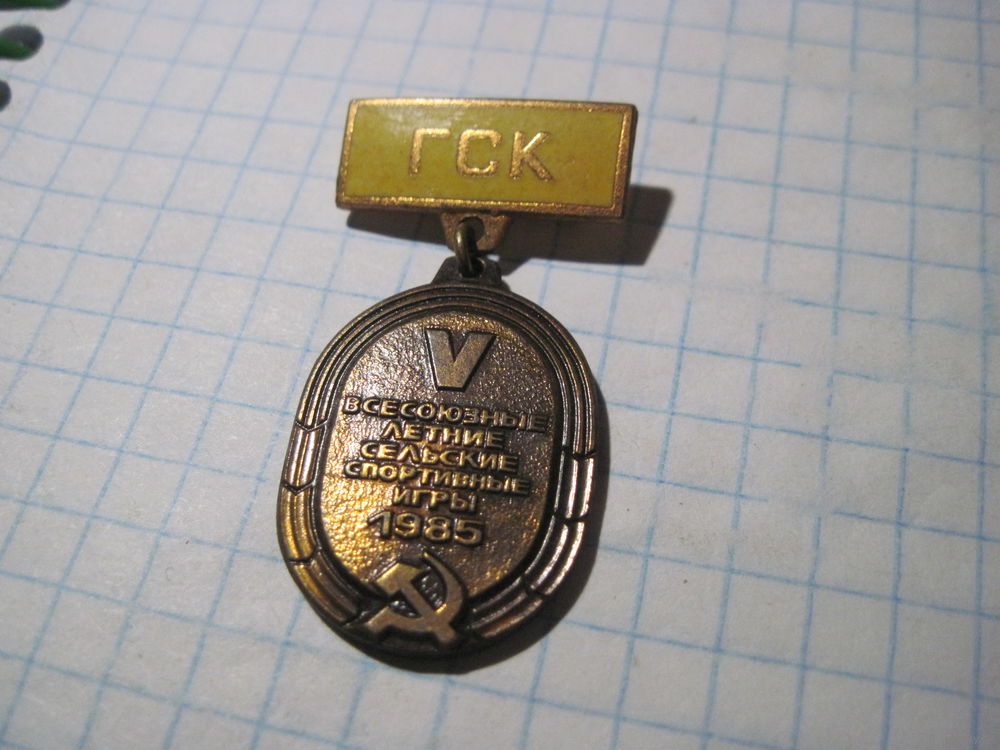 ГСК
V
ВСЕСОЮЗНЫЕ
ЛЕТНИЕ
СЕЛЬСКИЕ
СПОРТИВНЫЕ
ИГРЫ
1985